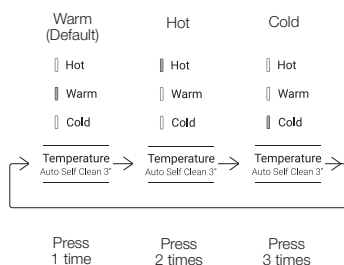 Warm
(Default)
Hot
Cold
Hot
Warm
Cold
Hot
Warm
Cold
Hot
Warm
Cold
Temperature
Auto Self Clean 3"
Temperature
Auto Self Clean 3"
Temperature
Auto Self Clean 3"
Press
1 time
Press
2 times
Press
3 times